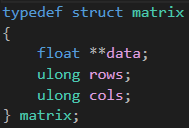 typedef struct matrix
{
    float **data;
    ulong rows;
    ulong cols;
} matrix;